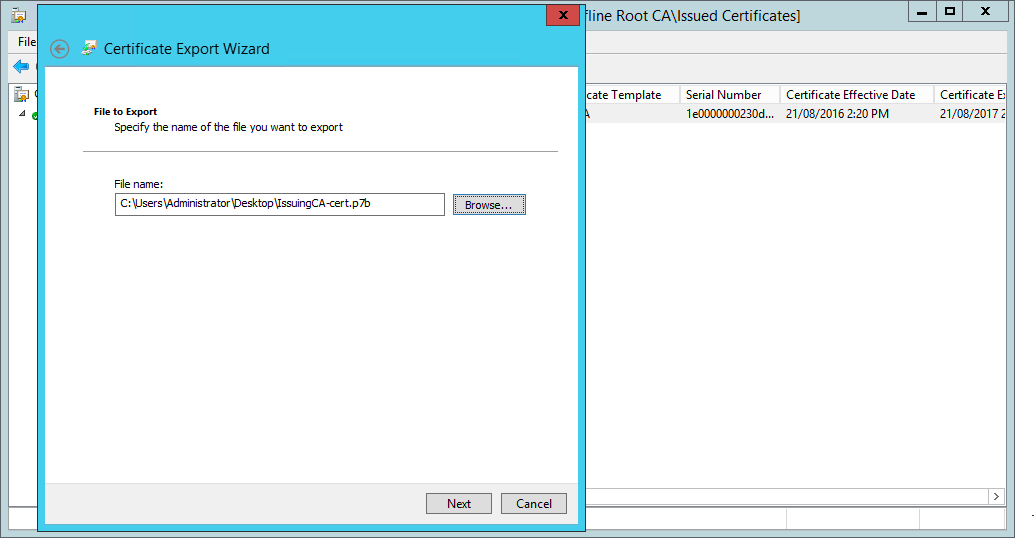 fline Root CA\Issued Certificates]
File
Certificate Export Wizard
cate Template Serial Number Certificate Effective Date Certificate Ex
A 1e0000000230d... 21/08/2016 2:20 PM 21/08/2017 2
File to Export
Specify the name of the file you want to export
File name:
C:\Users\Administrator\Desktop\IssuingCA-cert.p7b
Browse...
Next
Cancel